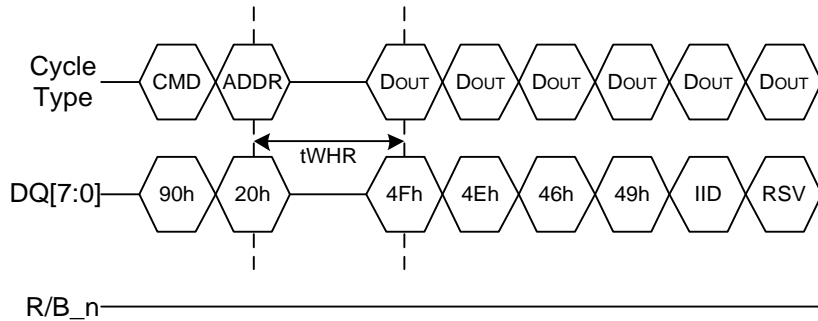 Cycle Type CMD ADDR DOUT DOUT DOUT DOUT DOUT DOUT
tWHR
DQ[7:0] 90h 20h 4Fh 4Eh 46h 49h IID RSV
R/B_n